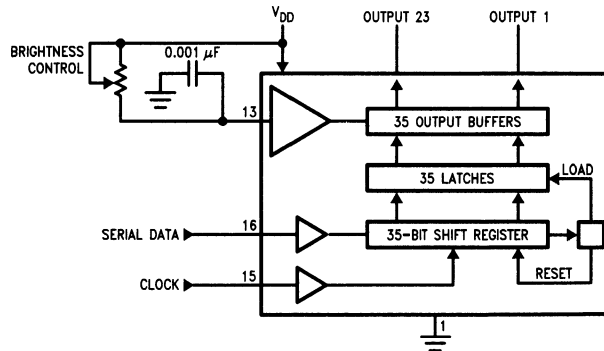 V_DD
OUTPUT 23
OUTPUT 1
BRIGHTNESS
CONTROL
0.001 µF
13
35 OUTPUT BUFFERS
35 LATCHES
LOAD
SERIAL DATA
16
35-BIT SHIFT REGISTER
CLOCK
15
RESET
1